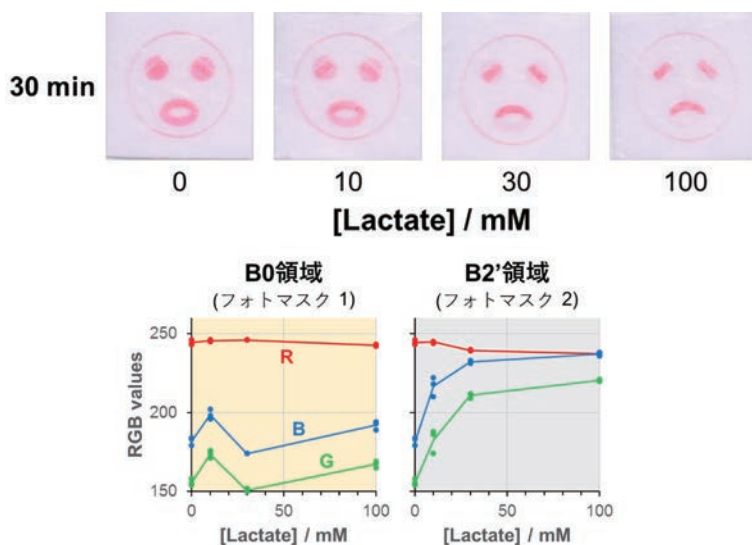 30 min
0 10 30 100
[Lactate] / mM
B0領域
(フォトマスク 1)
B2'領域
(フォトマスク 2)
RGB values
250
200
150
R
B
G
0 50 100
0 50 100
[Lactate] / mM
[Lactate] / mM